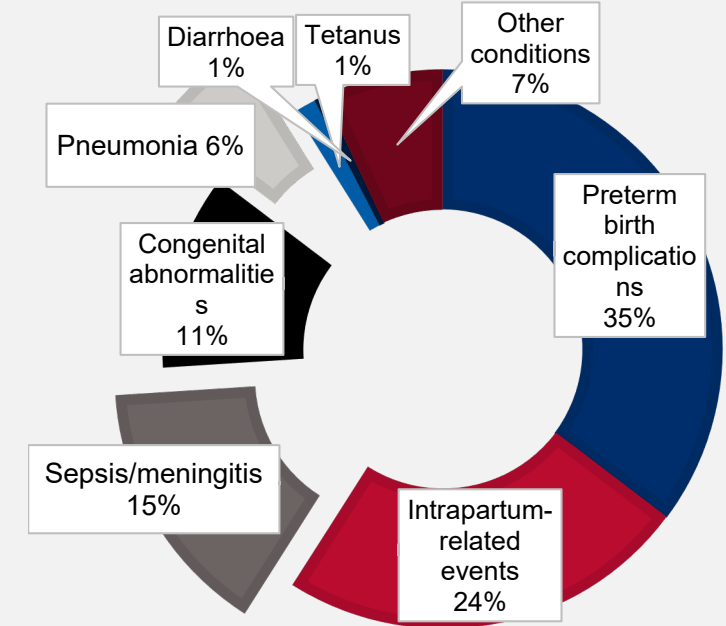 Diarrhoea
1%
Tetanus
1%
Other
conditions
7%
Pneumonia 6%
Preterm
birth
complicatio
ns
35%
Congenital
abnormalitie
s
11%
Sepsis/meningitis
15%
Intrapartum-
related
events
24%